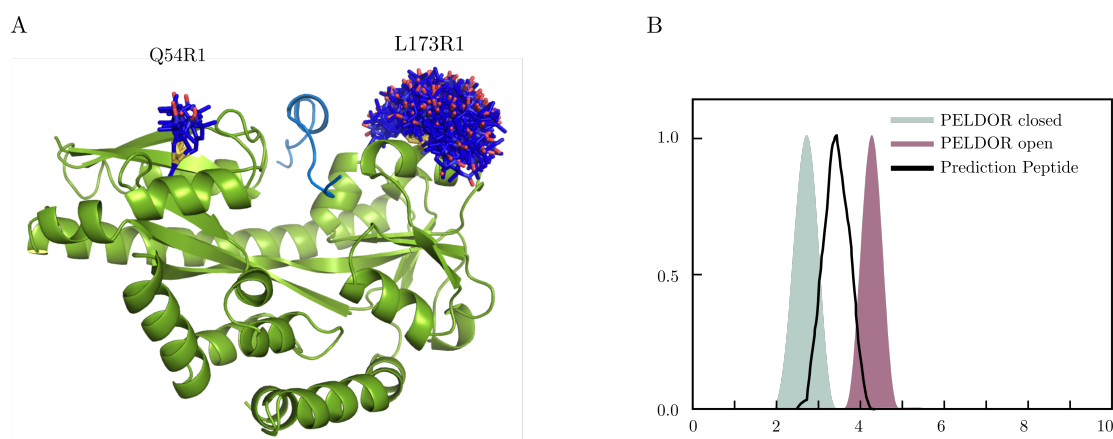 A
Q54R1
L173R1
B
PELDOR closed
PELDOR open
Prediction Peptide
1.0
0.5
0.0
0
2
4
6
8
10